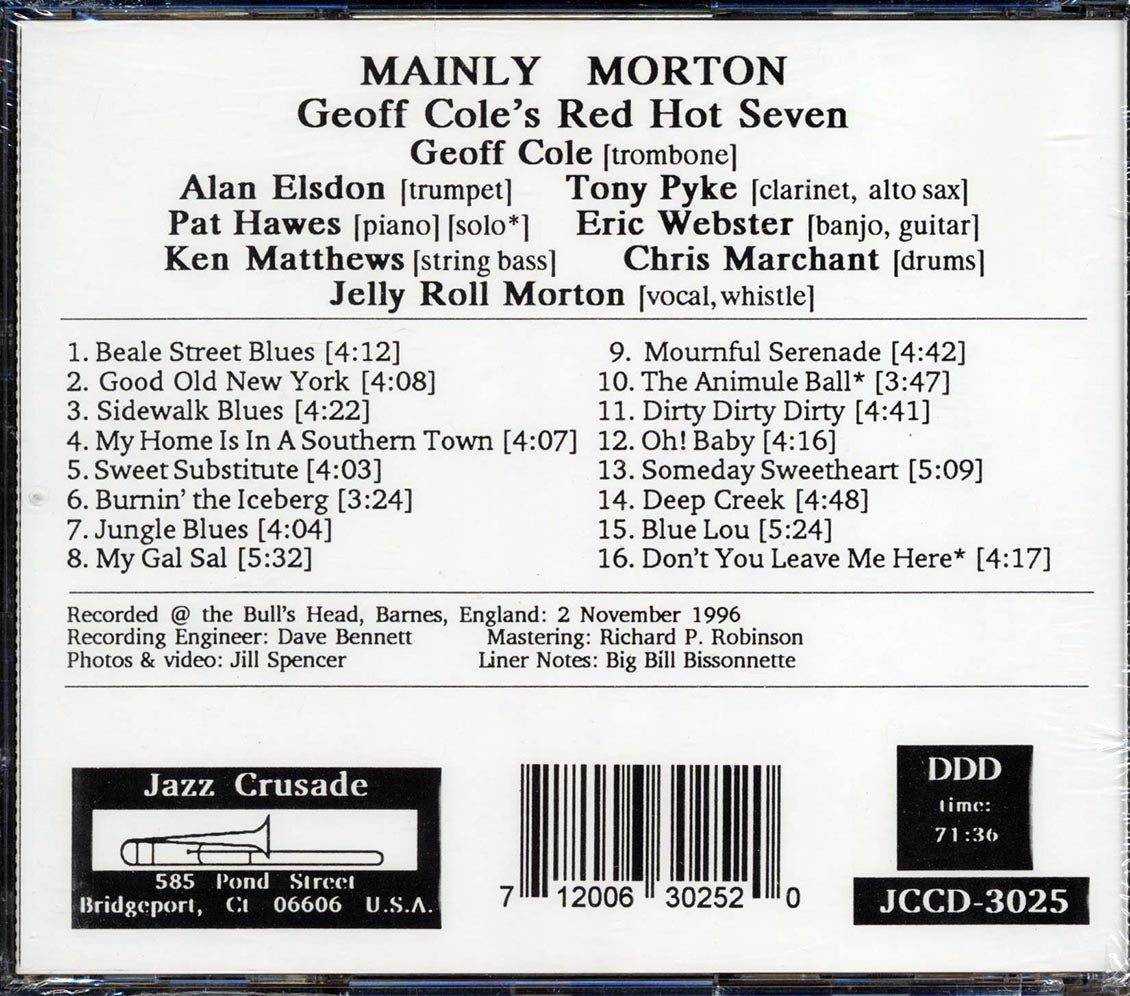 MAINLY MORTON
Geoff Cole's Red Hot Seven
Geoff Cole [trombone]
Alan Elsdon [trumpet] Tony Pyke [clarinet, alto sax]
Pat Hawes [piano] [solo*] Eric Webster [banjo, guitar]
Ken Matthews [string bass] Chris Marchant [drums]
Jelly Roll Morton [vocal, whistle]
1. Beale Street Blues [4:12]
2. Good Old New York [4:08]
3. Sidewalk Blues [4:22]
4. My Home Is In A Southern Town [4:07]
5. Sweet Substitute [4:03]
6. Burnin' the Iceberg [3:24]
7. Jungle Blues [4:04]
8. My Gal Sal [5:32]
9. Mournful Serenade [4:42]
10. The Animule Ball* [3:47]
11. Dirty Dirty Dirty [4:41]
12. Oh! Baby [4:16]
13. Someday Sweetheart [5:09]
14. Deep Creek [4:48]
15. Blue Lou [5:24]
16. Don't You Leave Me Here* [4:17]
Recorded @ the Bull's Head, Barnes, England: 2 November 1996
Recording Engineer: Dave Bennett Mastering: Richard P. Robinson
Photos & video: Jill Spencer Liner Notes: Big Bill Bissonnette
Jazz Crusade
585 Pond Street
Bridgeport, Ct 06606 U.S.A.
7 12006 30252 0
DDD
time:
71:36
JCCD-3025